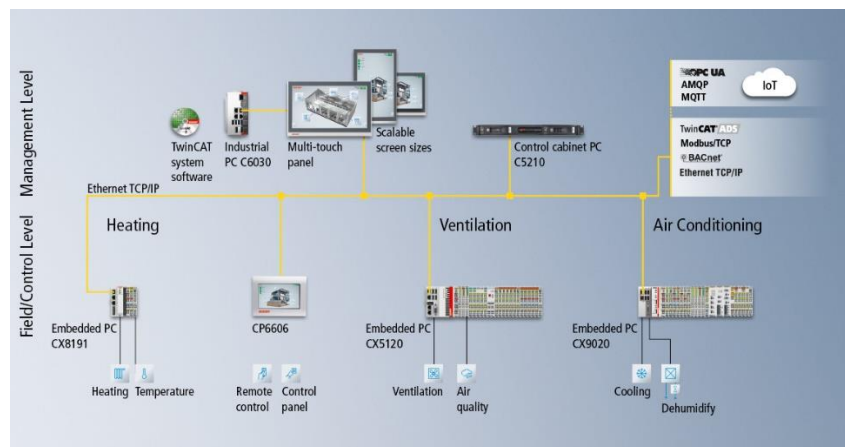 Management Level
TwinCAT
system
software
Industrial
PC C6030
Multi-touch
panel
Scalable
screen sizes
Control cabinet PC
C5210
OPC UA
AMQP
MQTT
IoT
TwinCAT ADS
Modbus/TCP
BACnet
Ethernet TCP/IP
Ethernet TCP/IP
Field/Control Level
Heating
Ventilation
Air Conditioning
Embedded PC
CX8191
CP6606
Embedded PC
CX5120
Embedded PC
CX9020
Heating
Temperature
Remote
control
Control
panel
Ventilation
Air
quality
Cooling
Dehumidify